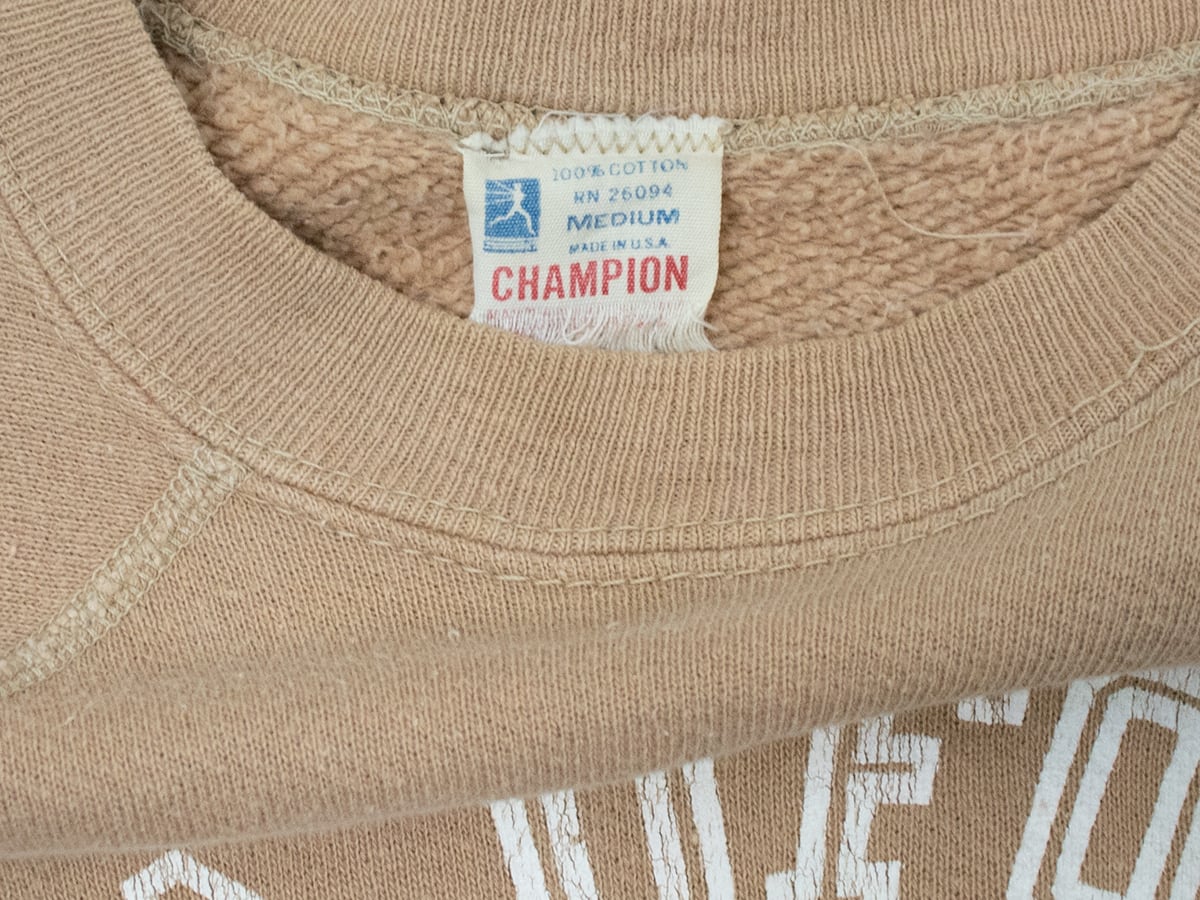 100% COTTON
RN 26094
MEDIUM
MADE IN U.S.A.
CHAMPION